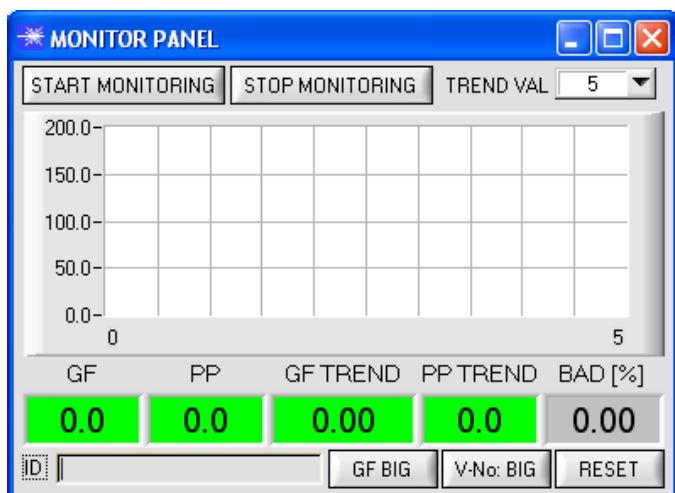 MONITOR PANEL
START MONITORING STOP MONITORING TREND VAL 5
200.0
150.0
100.0
50.0
0.0
0 5
GF PP GF TREND PP TREND BAD [%]
0.0 0.0 0.00 0.0 0.00
ID GF BIG V-No: BIG RESET